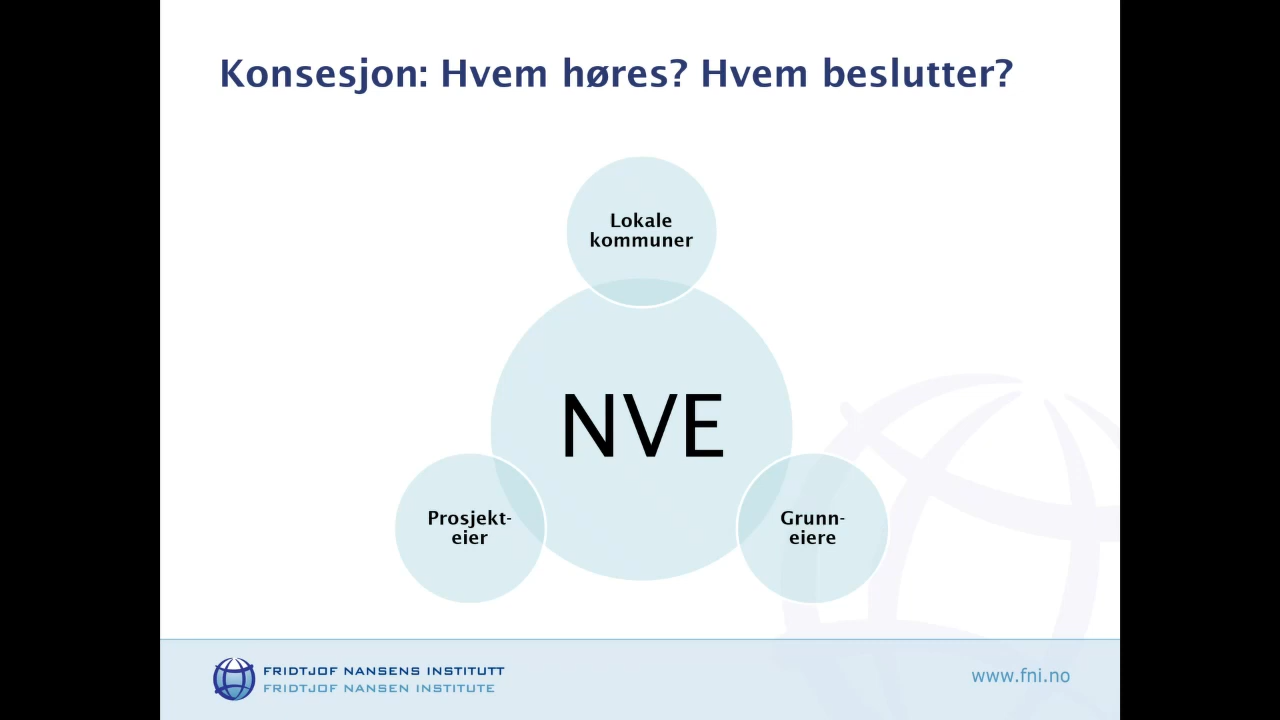 Konsesjon: Hvem høres? Hvem beslutter?
Lokale
kommuner
NVE
Prosjekt-
eier
Grunn-
eiere
FRIDTJOF NANSENS INSTITUTT
FRIDTJOF NANSEN INSTITUTE
www.fni.no